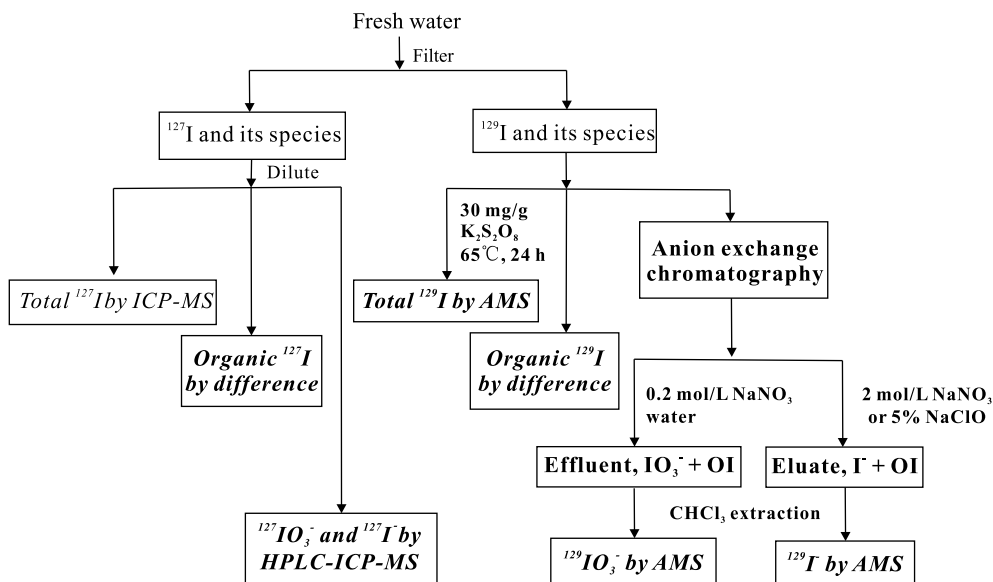 Fresh water
Filter
¹²⁷I and its species
¹²⁹I and its species
Dilute
30 mg/g
K₂S₂O₈
65℃, 24 h
Anion exchange
chromatography
Total ¹²⁷I by ICP-MS
Total ¹²⁹I by AMS
Organic ¹²⁷I
by difference
Organic ¹²⁹I
by difference
0.2 mol/L NaNO₃
water
2 mol/L NaNO₃
or 5% NaClO
Effluent, IO₃⁻ + OI
Eluate, I⁻ + OI
CHCl₃ extraction
¹²⁷IO₃⁻ and ¹²⁷I⁻ by
HPLC-ICP-MS
¹²⁹IO₃⁻ by AMS
¹²⁹I⁻ by AMS